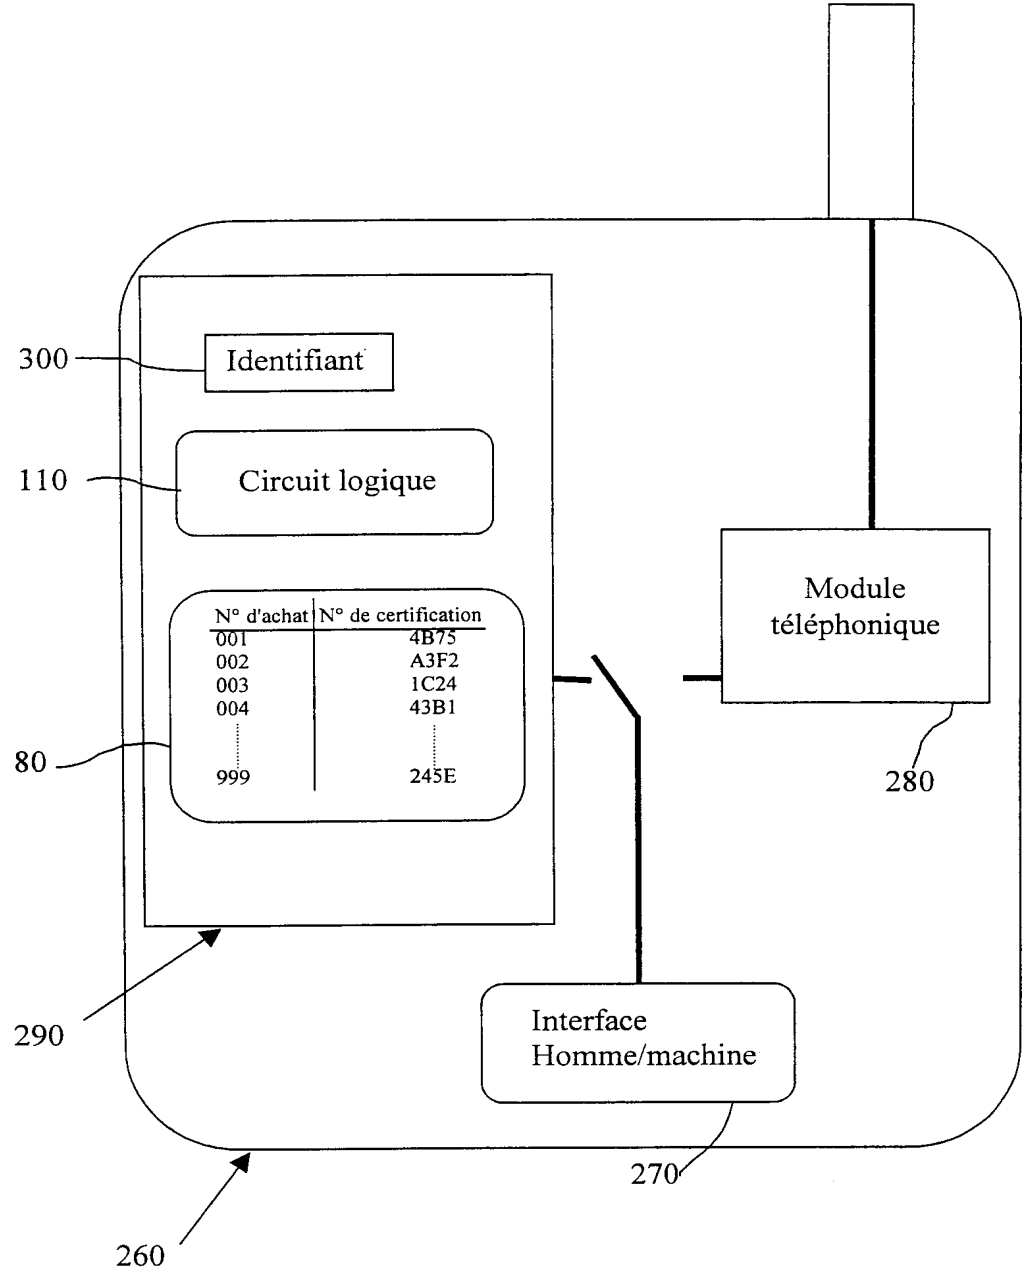 300
Identifiant
110
Circuit logique
N° d'achat N° de certification
001 4B75
002 A3F2
003 1C24
004 43B1
999 245E
80
Module
téléphonique
280
290
Interface
Homme/machine
270
260